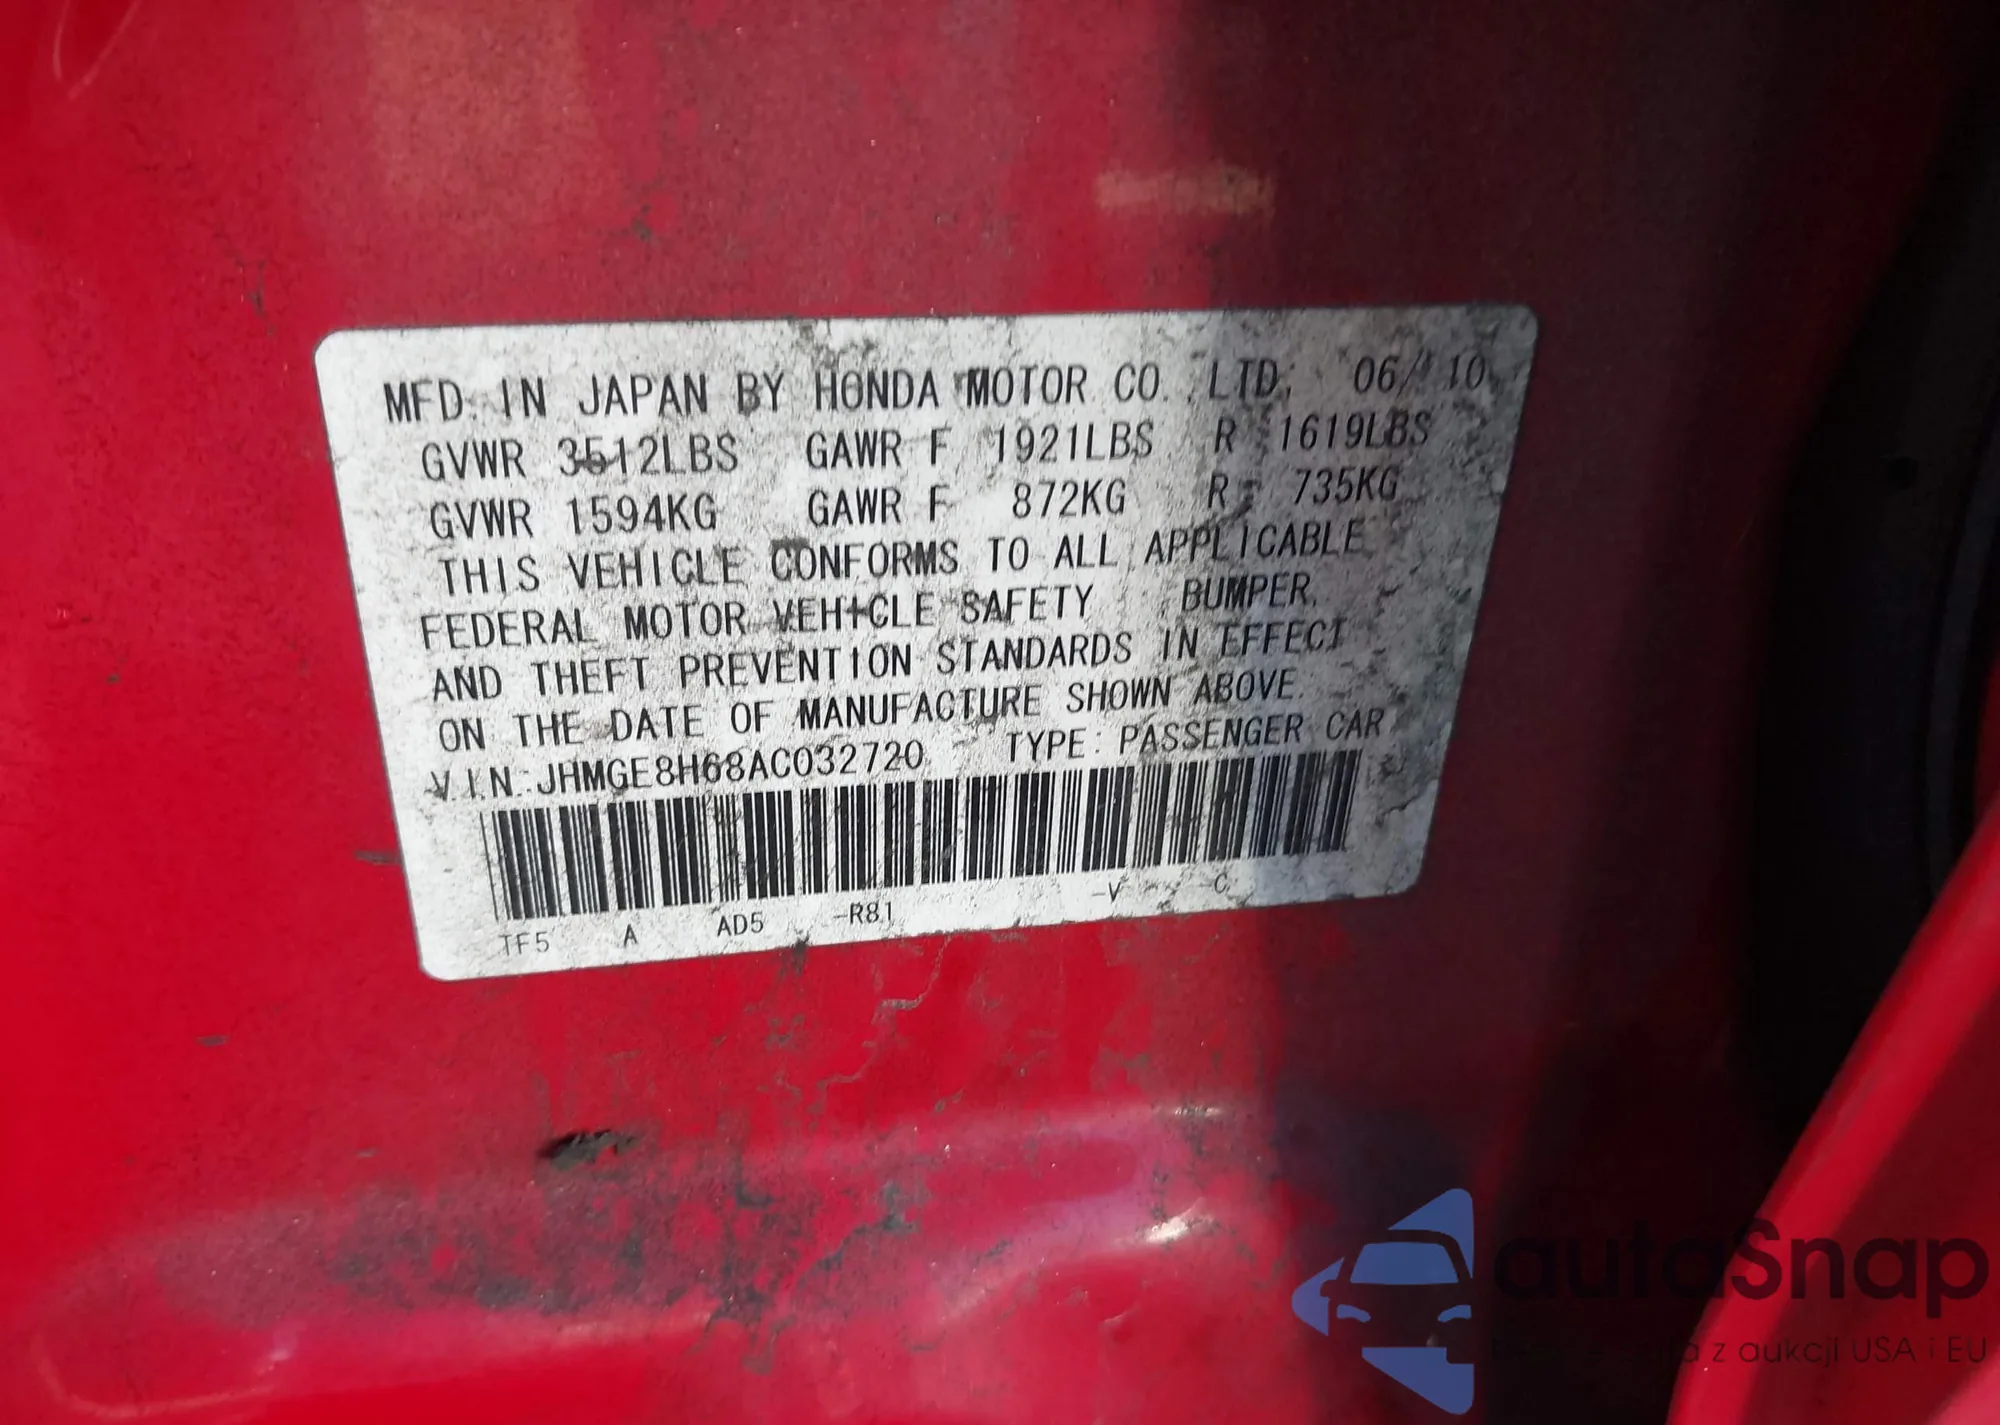 MFD. IN JAPAN BY HONDA MOTOR CO., LTD. 06/10
GVWR 3512LBS GAWR F 1921LBS R 1619LBS
GVWR 1594KG GAWR F 872KG R 735KG
THIS VEHICLE CONFORMS TO ALL APPLICABLE
FEDERAL MOTOR VEHICLE SAFETY BUMPER,
AND THEFT PREVENTION STANDARDS IN EFFECT
ON THE DATE OF MANUFACTURE SHOWN ABOVE.
V.I.N: JHMGE8H68AC032720 TYPE: PASSENGER CAR
TF5 A AD5 -R81 -V -C
autaSnap
z aukcji USA i EU